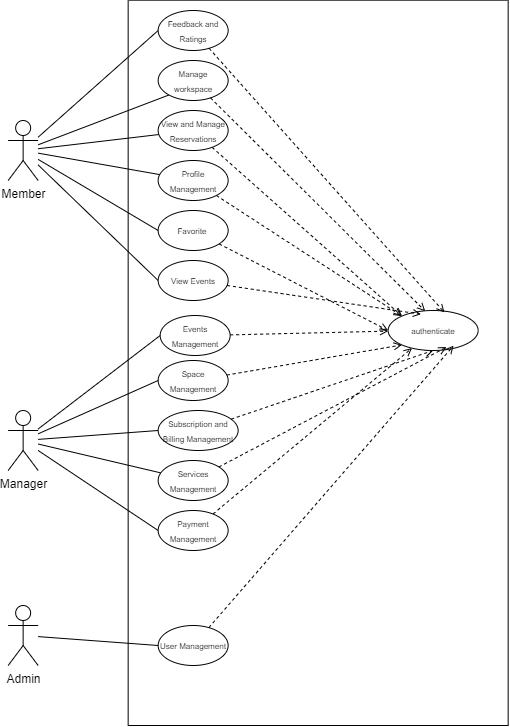 Feedback and
Ratings
Manage
workspace
View and Manage
Reservations
Profile
Management
Member
Favorite
View Events
Events
Management
authenticate
Space
Management
Subscription and
Billing Management
Manager
Services
Management
Payment
Management
User Management
Admin